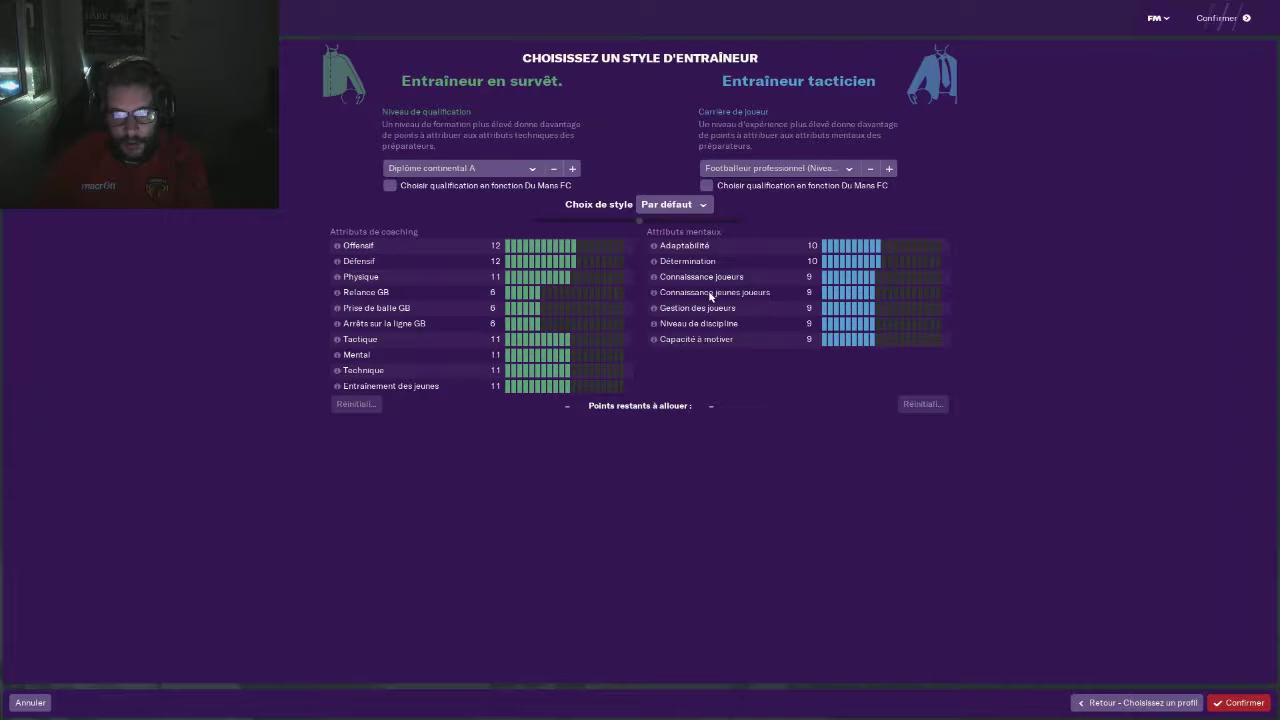 FM
Confirmer
CHOISISSEZ UN STYLE D'ENTRAÎNEUR
Entraîneur en survêt.
Entraîneur tacticien
Niveau de qualification
Un niveau de formation plus élevé donne davantage
de points à attribuer aux attributs techniques des
préparateurs.
Carrière de joueur
Un niveau d'expérience plus élevé donne davantage
de points à attribuer aux attributs mentaux des
préparateurs.
Diplôme continental A
Footballeur professionnel (Nivea...
Choisir qualification en fonction Du Mans FC
Choisir qualification en fonction Du Mans FC
Choix de style Par défaut
Attributs de coaching
Offensif 12
Défensif 12
Physique 11
Relance GB 6
Prise de balle GB 6
Arrêts sur la ligne GB 6
Tactique 11
Mental 11
Technique 11
Entraînement des jeunes 11
Attributs mentaux
Adaptabilité 10
Détermination 10
Connaissance joueurs 9
Connaissance jeunes joueurs 9
Gestion des joueurs 9
Niveau de discipline 9
Capacité à motiver 9
Réinitiali...
– Points restants à allouer : –
Réinitiali...
Annuler
Retour - Choisissez un profil
Confirmer